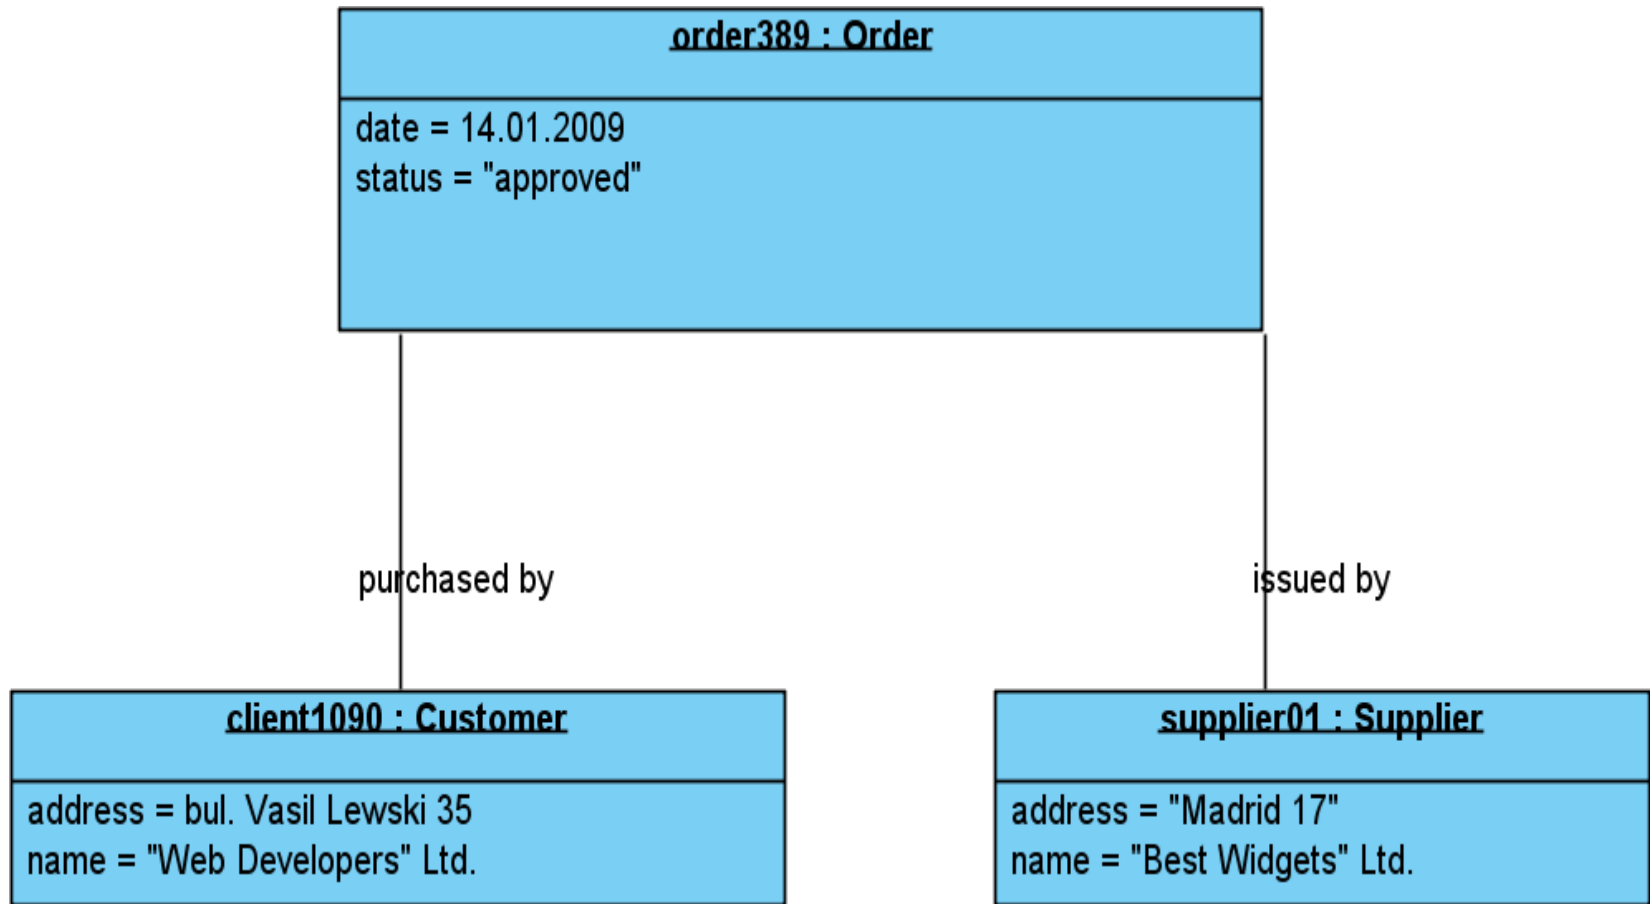 order389 : Order
date = 14.01.2009
status = "approved"
purchased by
issued by
client1090 : Customer
address = bul. Vasil Lewski 35
name = "Web Developers" Ltd.
supplier01 : Supplier
address = "Madrid 17"
name = "Best Widgets" Ltd.